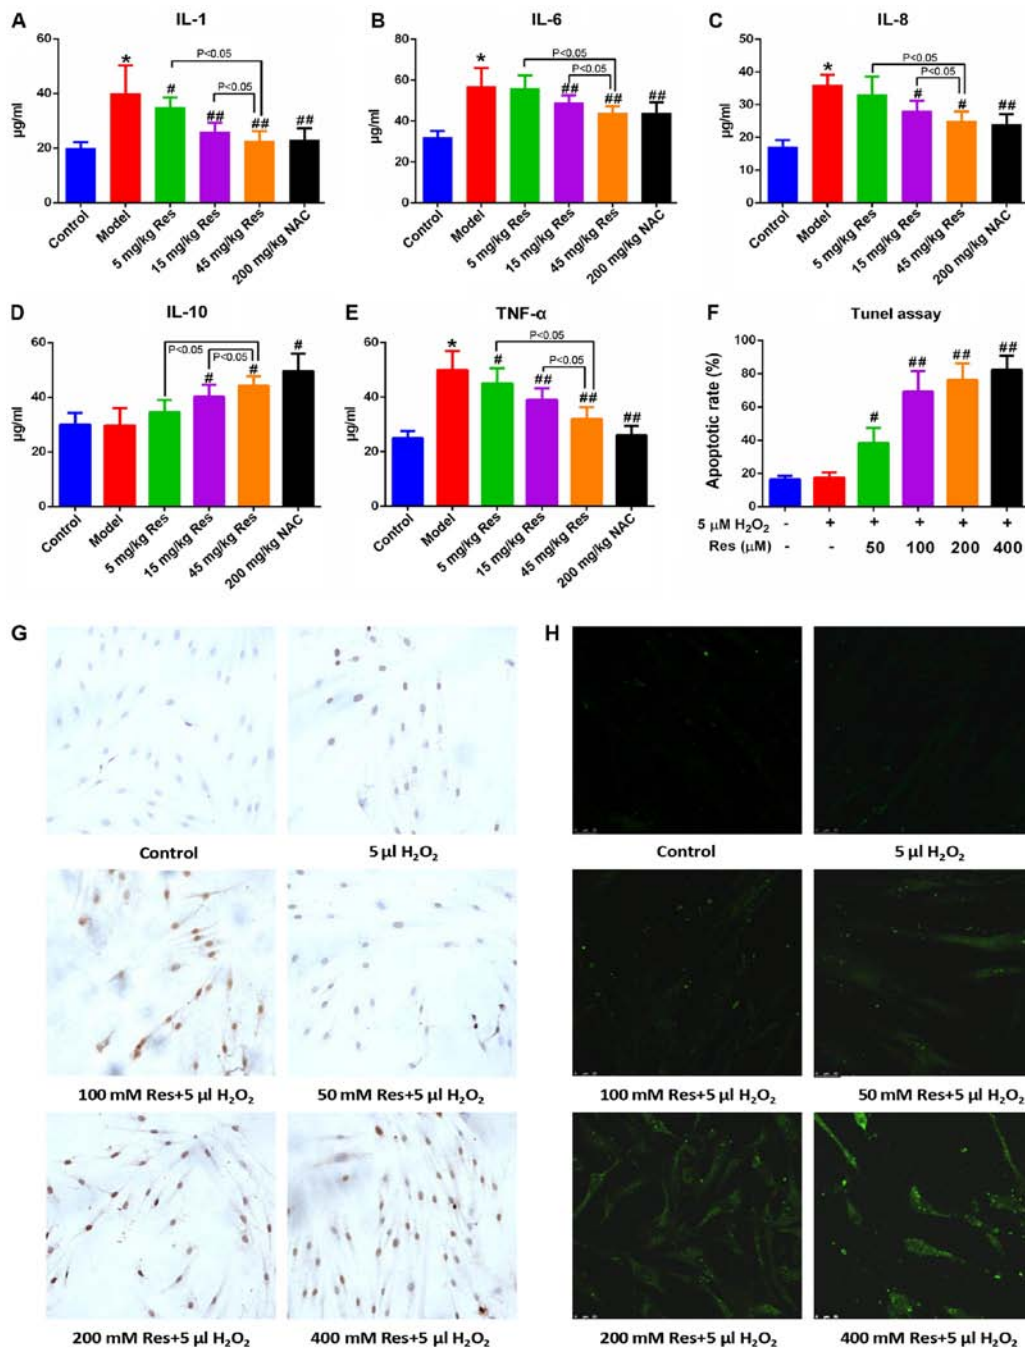 A
IL-1
µg/ml
60
40
20
0
*
#
##
##
##
P<0.05
P<0.05
Control
Model
5 mg/kg Res
15 mg/kg Res
45 mg/kg Res
200 mg/kg NAC
B
IL-6
µg/ml
80
60
40
20
0
*
##
##
##
P<0.05
P<0.05
Control
Model
5 mg/kg Res
15 mg/kg Res
45 mg/kg Res
200 mg/kg NAC
C
IL-8
µg/ml
50
40
30
20
10
0
*
#
#
##
P<0.05
P<0.05
Control
Model
5 mg/kg Res
15 mg/kg Res
45 mg/kg Res
200 mg/kg NAC
D
IL-10
µg/ml
60
40
20
0
#
#
#
P<0.05
P<0.05
Control
Model
5 mg/kg Res
15 mg/kg Res
45 mg/kg Res
200 mg/kg NAC
E
TNF-α
µg/ml
60
40
20
0
*
#
##
##
##
P<0.05
P<0.05
Control
Model
5 mg/kg Res
15 mg/kg Res
45 mg/kg Res
200 mg/kg NAC
F
Tunel assay
Apoptotic rate (%)
100
80
60
40
20
0
#
##
##
##
5 µM H₂O₂ - + + + + +
Res (µM) - - 50 100 200 400
G
Control
5 µl H₂O₂
100 mM Res+5 µl H₂O₂
50 mM Res+5 µl H₂O₂
200 mM Res+5 µl H₂O₂
400 mM Res+5 µl H₂O₂
H
Control
5 µl H₂O₂
100 mM Res+5 µl H₂O₂
50 mM Res+5 µl H₂O₂
200 mM Res+5 µl H₂O₂
400 mM Res+5 µl H₂O₂